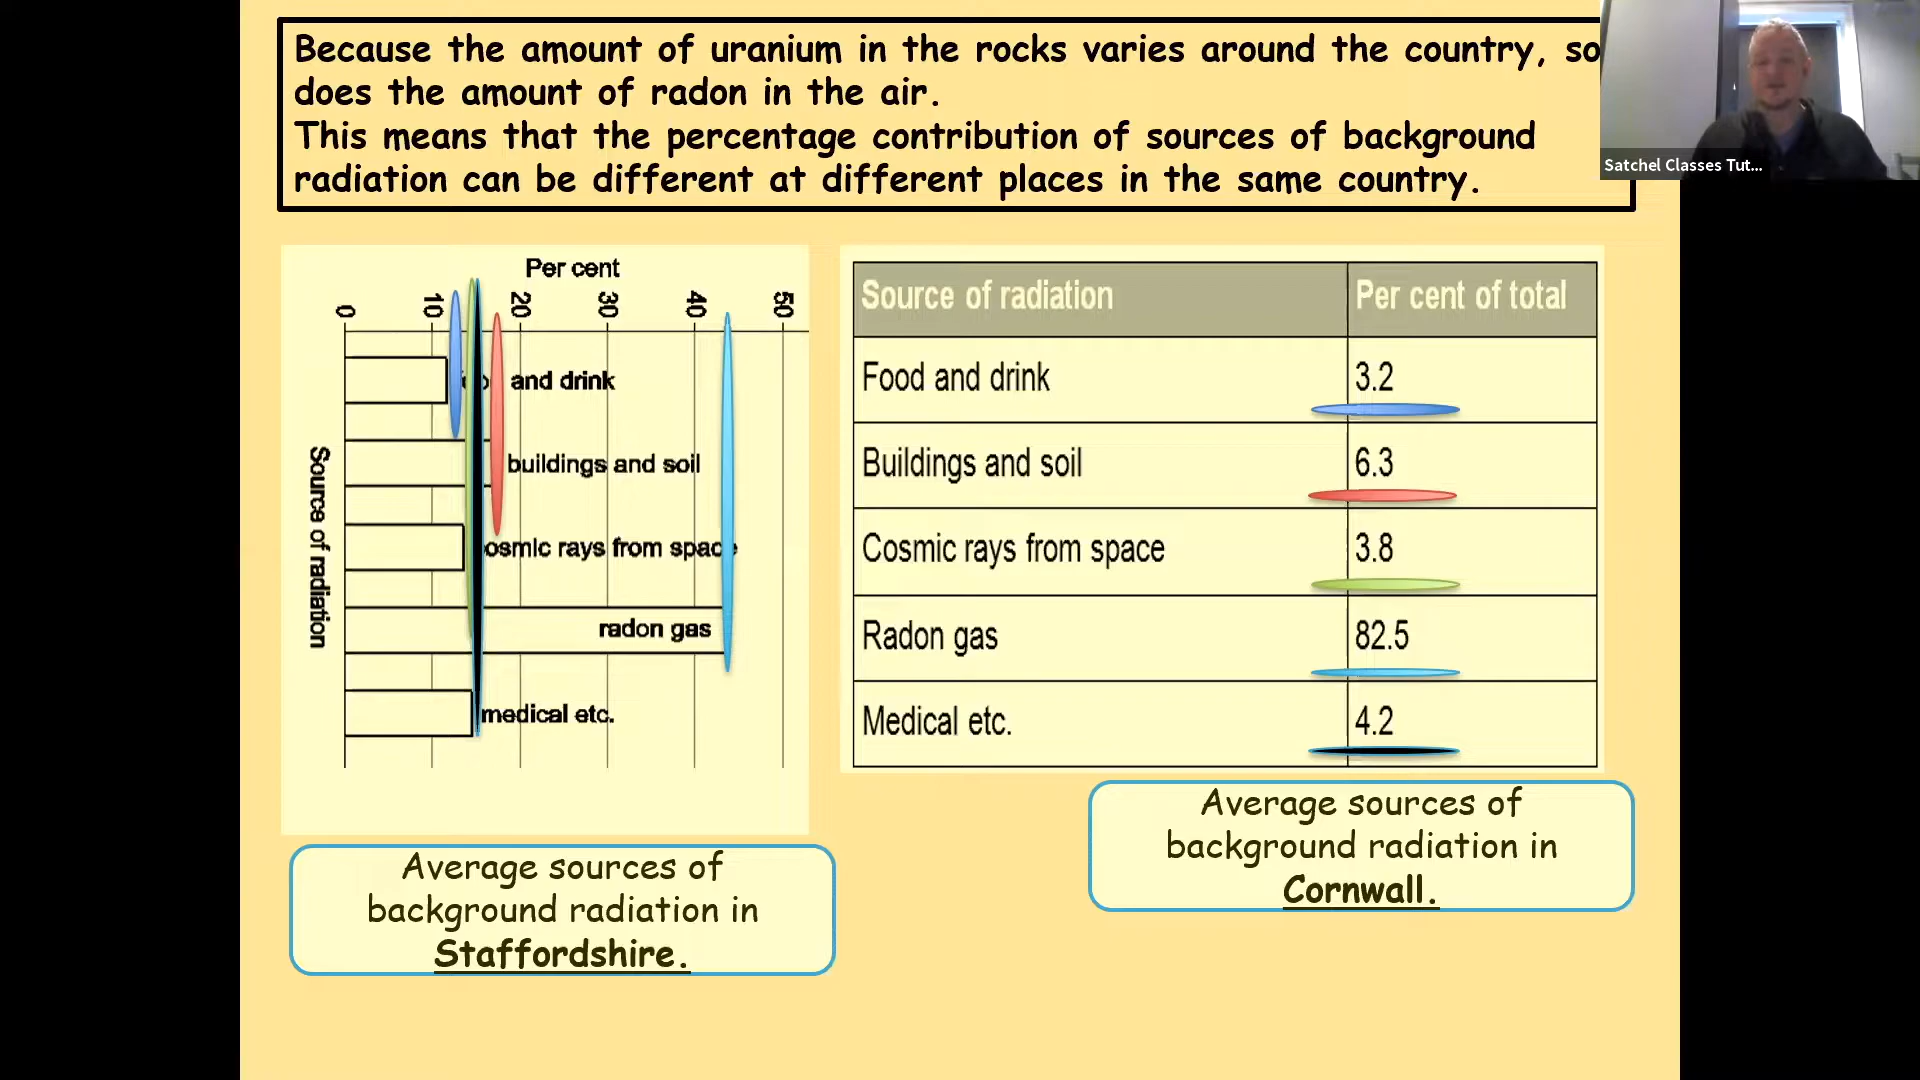 Because the amount of uranium in the rocks varies around the country, so
does the amount of radon in the air.
This means that the percentage contribution of sources of background
radiation can be different at different places in the same country.
Satchel Classes Tut...
Per cent
0 10 20 30 40 50
Source of radiation
and drink
buildings and soil
osmic rays from space
radon gas
medical etc.
Source of radiation Per cent of total
Food and drink 3.2
Buildings and soil 6.3
Cosmic rays from space 3.8
Radon gas 82.5
Medical etc. 4.2
Average sources of
background radiation in
Staffordshire.
Average sources of
background radiation in
Cornwall.